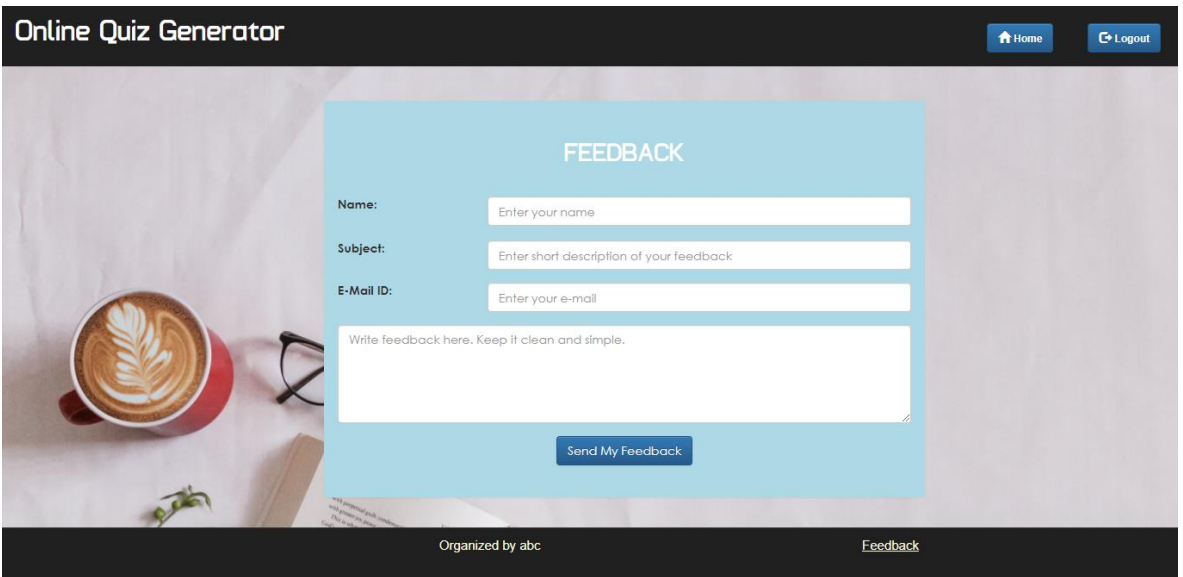 Online Quiz Generator
Home
Logout
FEEDBACK
Name:
Enter your name
Subject:
Enter short description of your feedback
E-Mail ID:
Enter your e-mail
Write feedback here. Keep it clean and simple.
Send My Feedback
Organized by abc
Feedback